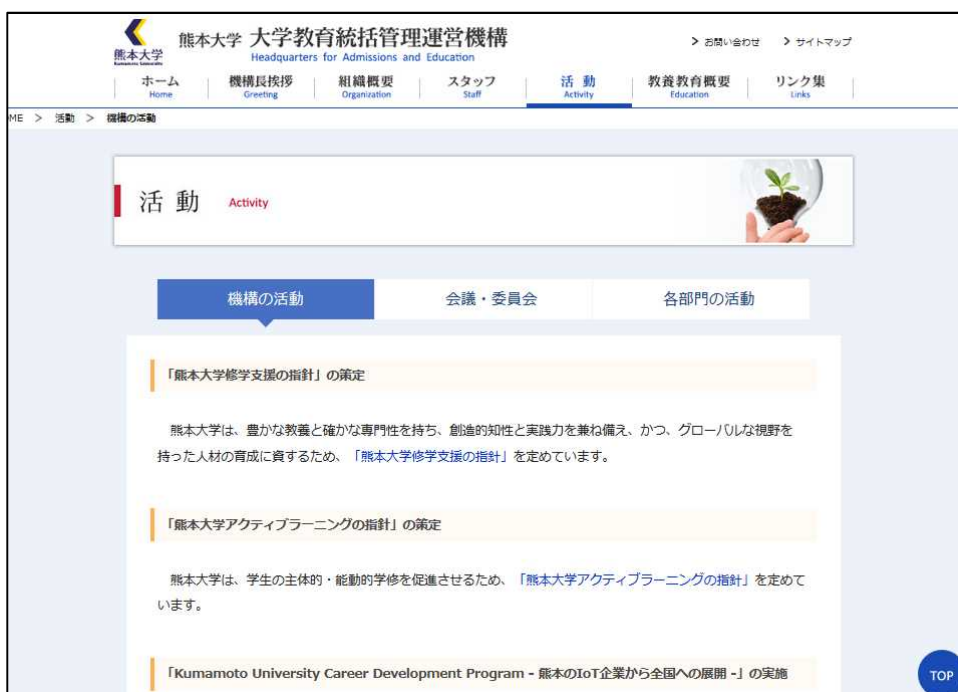 熊本大学
Kumamoto University
熊本大学 大学教育統括管理運営機構
Headquarters for Admissions and Education
> お問い合わせ > サイトマップ
ホーム 機構長挨拶 組織概要 スタッフ 活 動 教養教育概要 リンク集
Home Greeting Organization Staff Activity Education Links
ME > 活動 > 機構の活動
活 動 Activity
機構の活動 会議・委員会 各部門の活動
「熊本大学修学支援の指針」の策定
熊本大学は、豊かな教養と確かな専門性を持ち、創造的知性と実践力を兼ね備え、かつ、グローバルな視野を
持った人材の育成に資するため、「熊本大学修学支援の指針」を定めています。
「熊本大学アクティブラーニングの指針」の策定
熊本大学は、学生の主体的・能動的学修を促進させるため、「熊本大学アクティブラーニングの指針」を定めて
います。
「Kumamoto University Career Development Program - 熊本のIoT企業から全国への展開 -」の実施
TOP